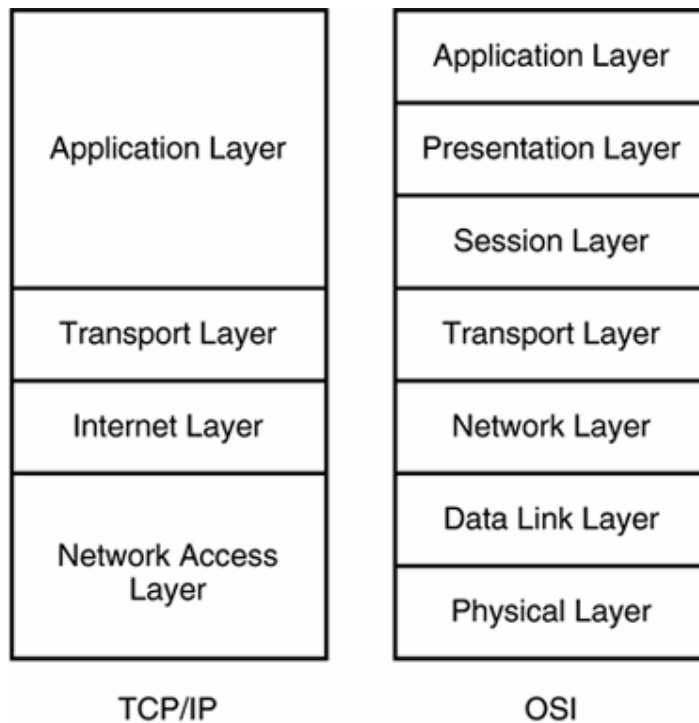 Application Layer
Transport Layer
Internet Layer
Network Access
Layer
TCP/IP
Application Layer
Presentation Layer
Session Layer
Transport Layer
Network Layer
Data Link Layer
Physical Layer
OSI